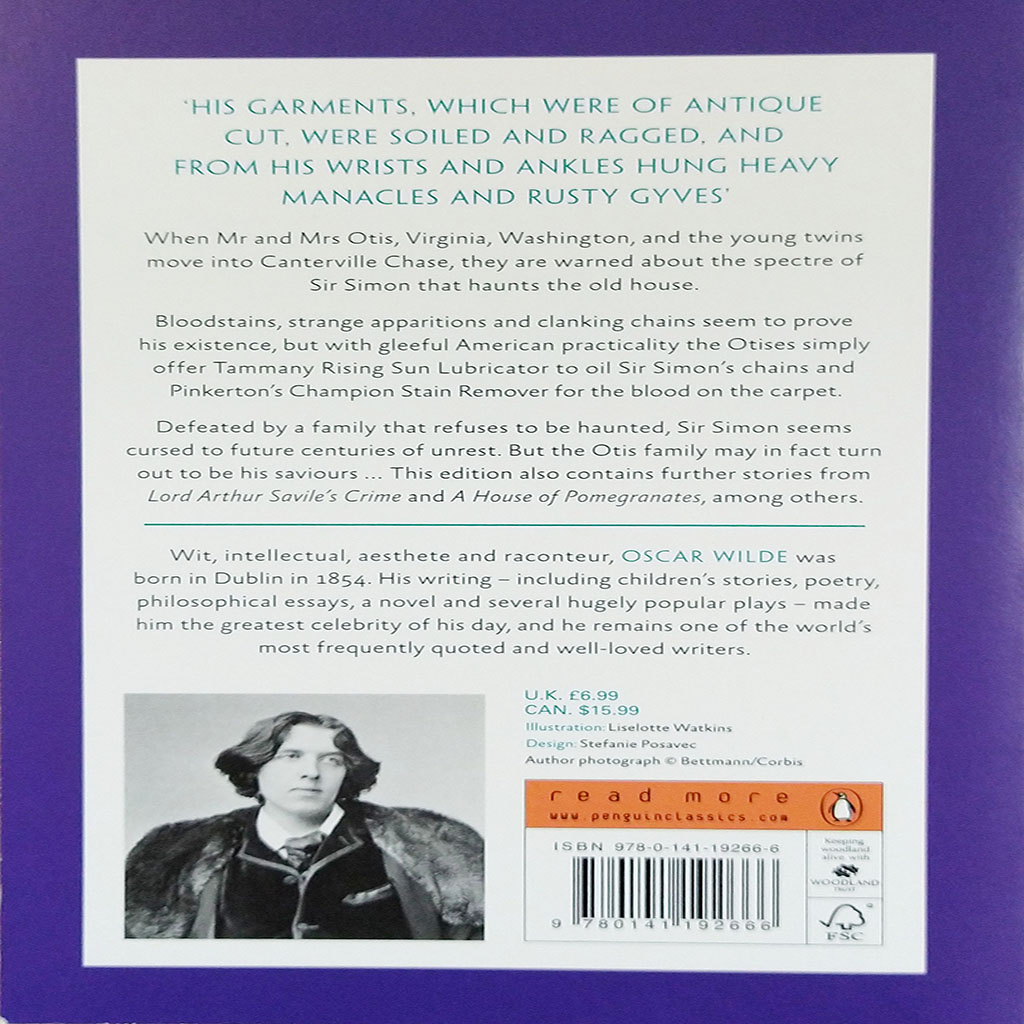 ‘HIS GARMENTS, WHICH WERE OF ANTIQUE
CUT, WERE SOILED AND RAGGED, AND
FROM HIS WRISTS AND ANKLES HUNG HEAVY
MANACLES AND RUSTY GYVES’
When Mr and Mrs Otis, Virginia, Washington, and the young twins
move into Canterville Chase, they are warned about the spectre of
Sir Simon that haunts the old house.
Bloodstains, strange apparitions and clanking chains seem to prove
his existence, but with gleeful American practicality the Otises simply
offer Tammany Rising Sun Lubricator to oil Sir Simon’s chains and
Pinkerton’s Champion Stain Remover for the blood on the carpet.
Defeated by a family that refuses to be haunted, Sir Simon seems
cursed to future centuries of unrest. But the Otis family may in fact turn
out to be his saviours ... This edition also contains further stories from
Lord Arthur Savile’s Crime and A House of Pomegranates, among others.
Wit, intellectual, aesthete and raconteur, OSCAR WILDE was
born in Dublin in 1854. His writing – including children’s stories, poetry,
philosophical essays, a novel and several hugely popular plays – made
him the greatest celebrity of his day, and he remains one of the world’s
most frequently quoted and well-loved writers.
U.K. £6.99
CAN. $15.99
Illustration: Liselotte Watkins
Design: Stefanie Posavec
Author photograph © Bettmann/Corbis
read more
www.penguinclassics.com
ISBN 978-0-141-19266-6
9 780141 192666
Keeping
woodland
alive with
WOODLAND
TRUST
FSC